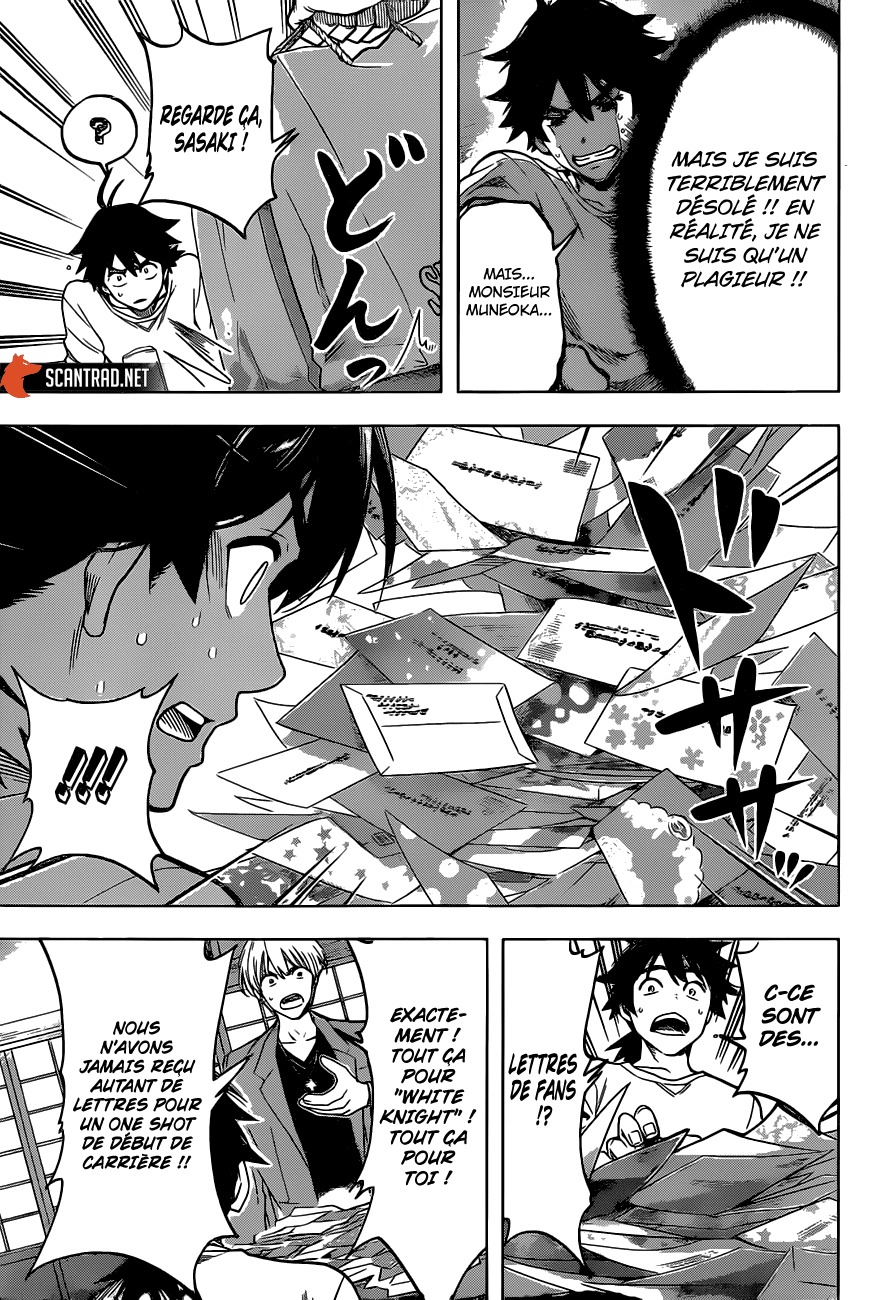 MAIS JE SUIS
TERRIBLEMENT
DÉSOLÉ !! EN
RÉALITÉ, JE NE
SUIS QU'UN
PLAGIEUR !!
MAIS...
MONSIEUR
MUNEOKA...
REGARDE ÇA,
SASAKI !
?
どんっ
SCANTRAD.NET
ドサササ!!
!!!
C-CE
SONT
DES...
LETTRES
DE FANS
!?
EXACTE-
MENT !
TOUT ÇA
POUR
"WHITE
KNIGHT" !
TOUT ÇA
POUR
TOI !
NOUS
N'AVONS
JAMAIS REÇU
AUTANT DE
LETTRES POUR
UN ONE SHOT
DE DÉBUT DE
CARRIÈRE !!